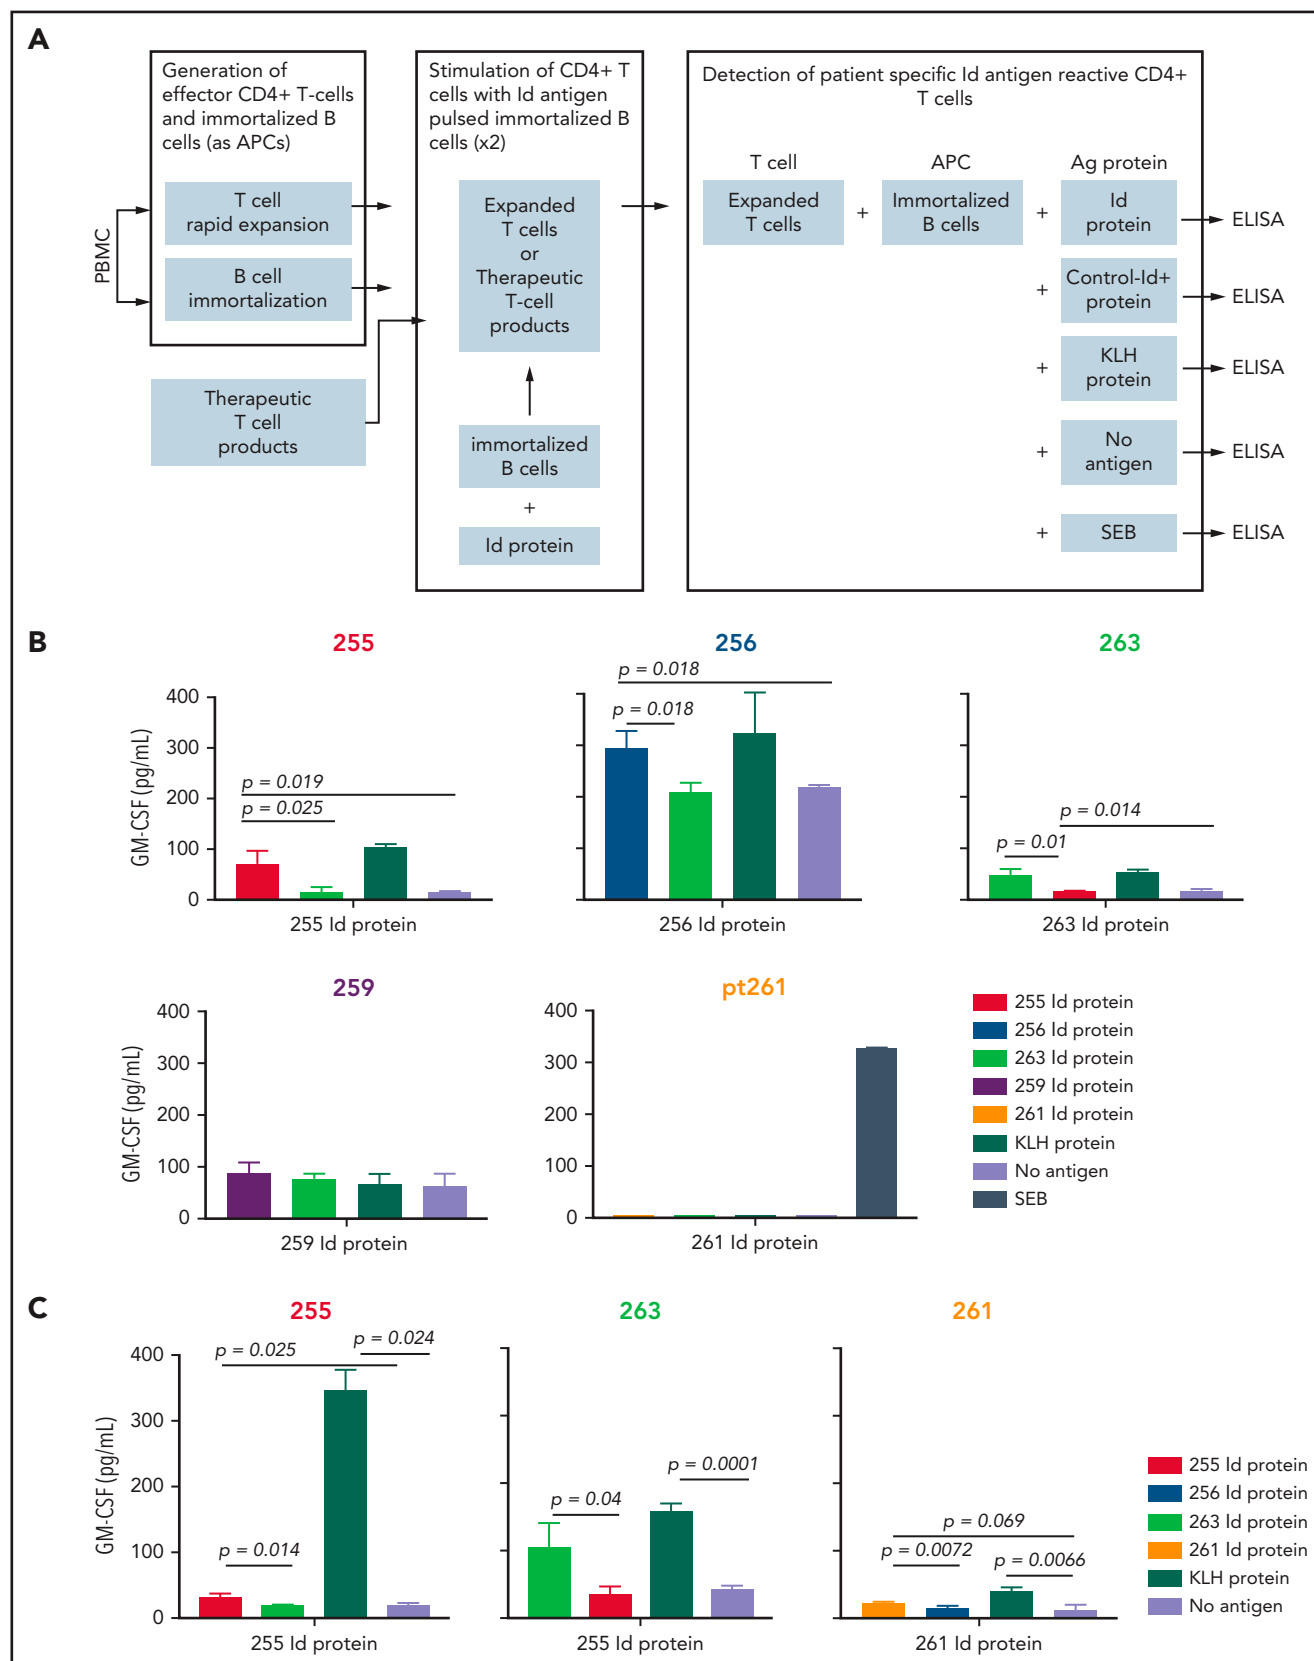 A
Generation of
effector CD4+ T-cells
and immortalized B
cells (as APCs)
T cell
rapid expansion
B cell
immortalization
PBMC
Therapeutic
T cell
products
Stimulation of CD4+ T
cells with Id antigen
pulsed immortalized B
cells (x2)
Expanded
T cells
or
Therapeutic
T-cell
products
immortalized
B cells
+
Id protein
Detection of patient specific Id antigen reactive CD4+
T cells
T cell APC Ag protein
Expanded
T cells
+
Immortalized
B cells
+
Id
protein
ELISA
+
Control-Id+
protein
ELISA
+
KLH
protein
ELISA
+
No
antigen
ELISA
+
SEB
ELISA
B
255
GM-CSF (pg/mL)
400
300
200
100
0
p = 0.019
p = 0.025
255 Id protein
256
p = 0.018
p = 0.018
256 Id protein
263
p = 0.014
p = 0.01
263 Id protein
259
GM-CSF (pg/mL)
400
300
200
100
0
259 Id protein
pt261
400
300
200
100
0
261 Id protein
255 Id protein
256 Id protein
263 Id protein
259 Id protein
261 Id protein
KLH protein
No antigen
SEB
C
255
GM-CSF (pg/mL)
400
300
200
100
0
p = 0.024
p = 0.025
p = 0.014
255 Id protein
263
p = 0.0001
p = 0.04
255 Id protein
261
p = 0.069
p = 0.0072
p = 0.0066
261 Id protein
255 Id protein
256 Id protein
263 Id protein
261 Id protein
KLH protein
No antigen